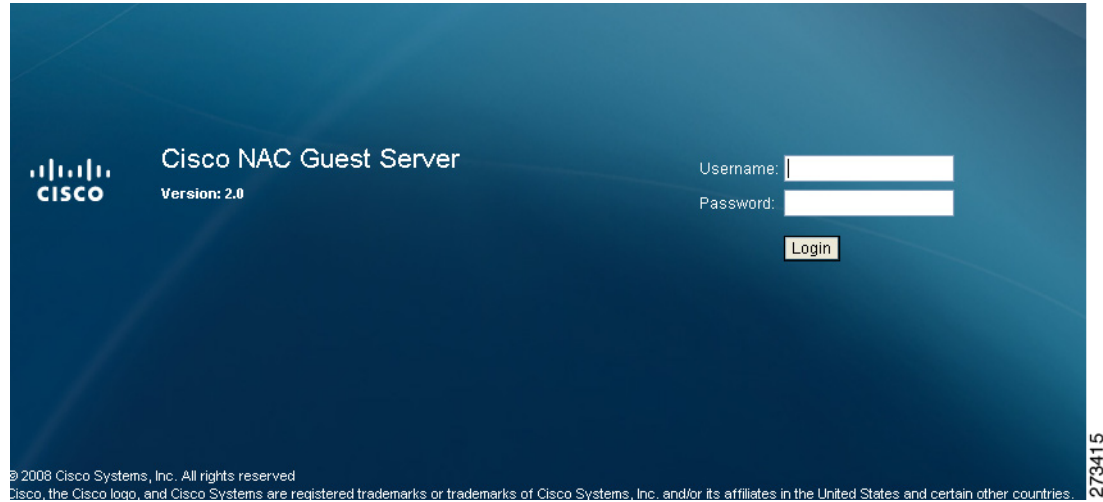 CISCO
Cisco NAC Guest Server
Version: 2.0
Username:
Password:
Login
© 2008 Cisco Systems, Inc. All rights reserved
Cisco, the Cisco logo, and Cisco Systems are registered trademarks or trademarks of Cisco Systems, Inc. and/or its affiliates in the United States and certain other countries.
273415